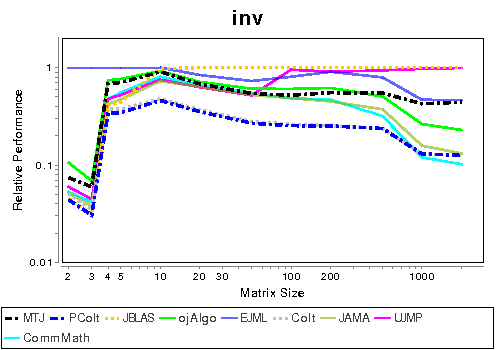 inv
Relative Performance
1
0.1
0.01
2 3 4 5 10 20 30 100 200 1000
Matrix Size
MTJ PColt JBLAS ojAlgo EJML Colt JAMA UJMP
CommMath